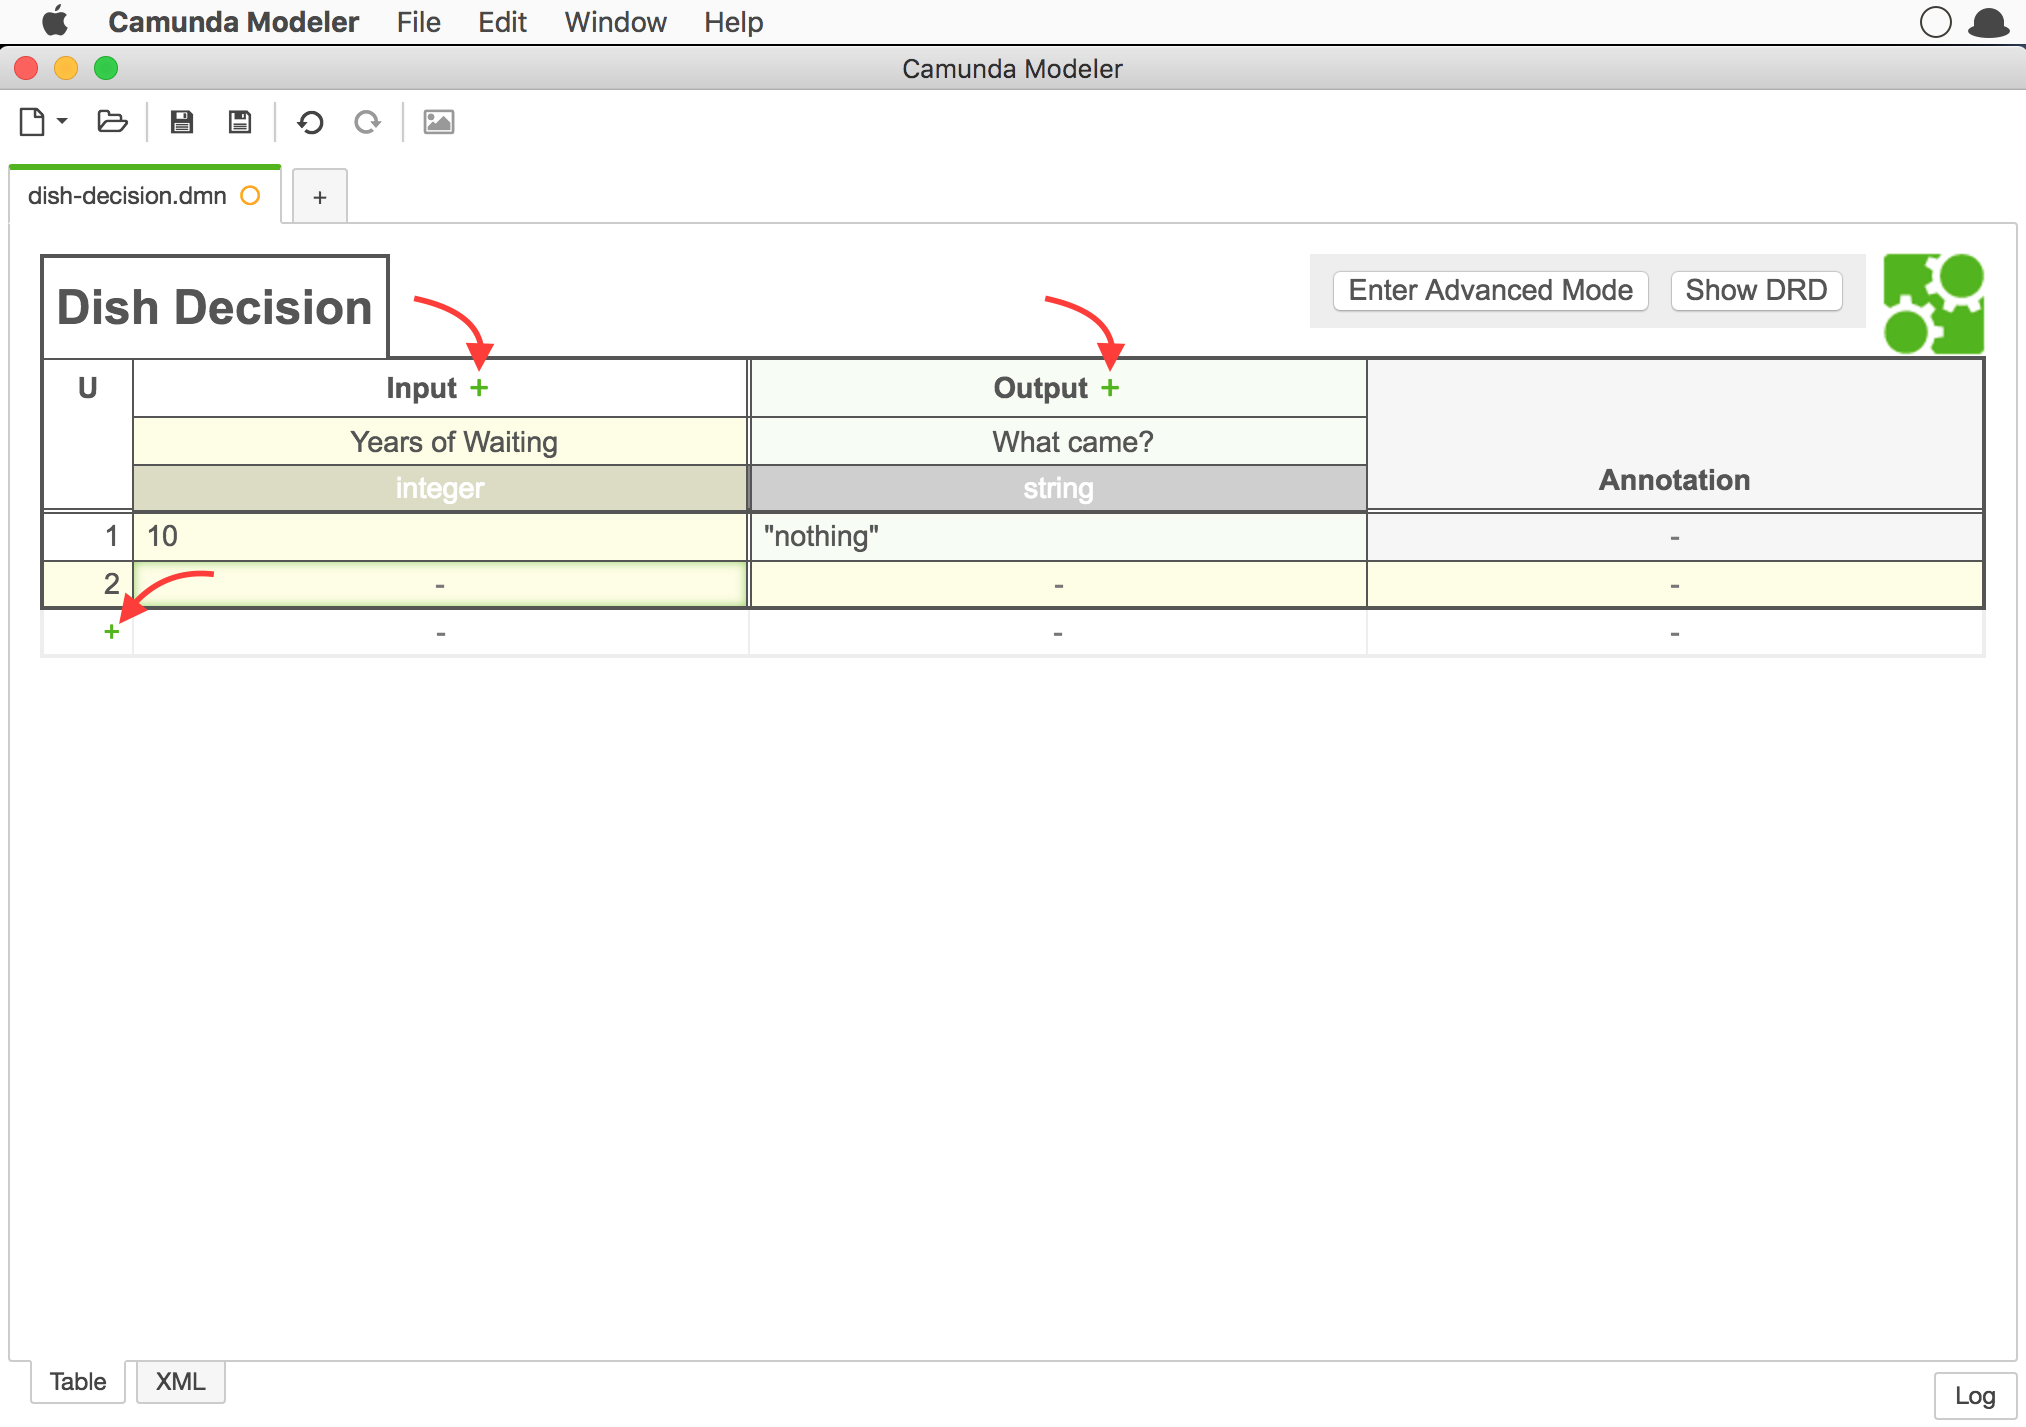 Camunda Modeler File Edit Window Help
Camunda Modeler
dish-decision.dmn +
Dish Decision
Enter Advanced Mode Show DRD
U Input + Output +
Years of Waiting What came?
Annotation
integer string
1 10 "nothing" -
2 - - -
+ - - -
Table XML
Log